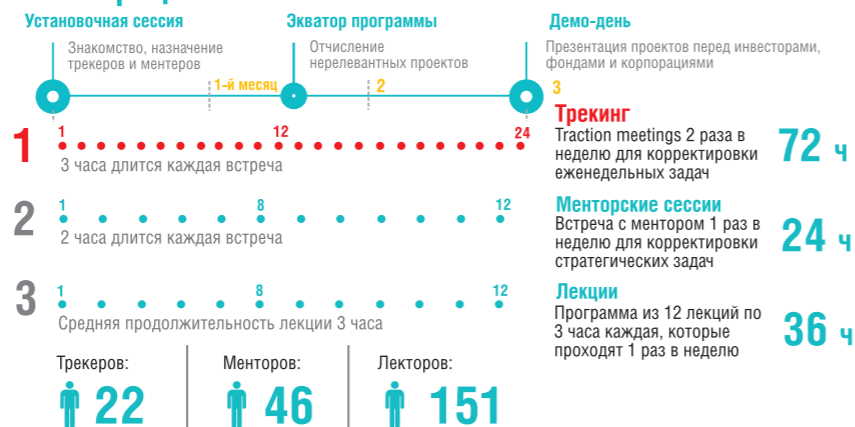 Установочная сессия
Знакомство, назначение
трекеров и менторов
Экватор программы
Отчисление
нерелевантных проектов
Демо-день
Презентация проектов перед инвесторами,
фондами и корпорациями
1-й месяц
2
3
1
1
12
24
3 часа длится каждая встреча
Трекинг
Traction meetings 2 раза в
неделю для корректировки
еженедельных задач
72 ч
2
1
8
12
2 часа длится каждая встреча
Менторские сессии
Встреча с ментором 1 раз в
неделю для корректировки
стратегических задач
24 ч
3
1
8
12
Средняя продолжительность лекции 3 часа
Лекции
Программа из 12 лекций по
3 часа каждая, которые
проходят 1 раз в неделю
36 ч
Трекеров:
22
Менторов:
46
Лекторов:
151